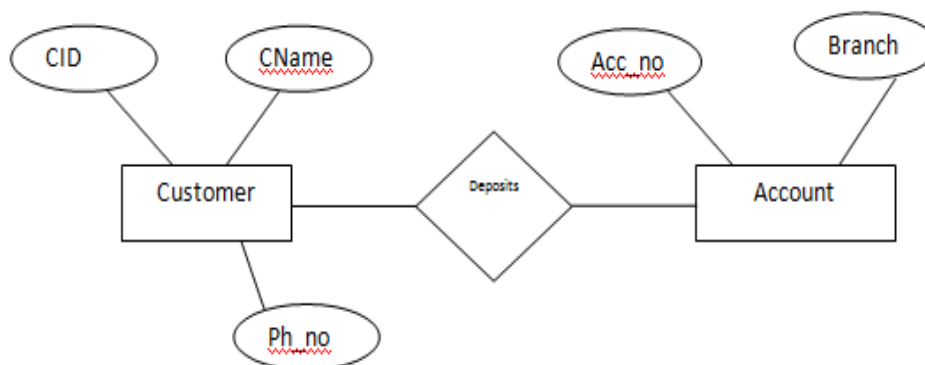 CID
CName
Acc_no
Branch
Customer
Deposits
Account
Ph_no